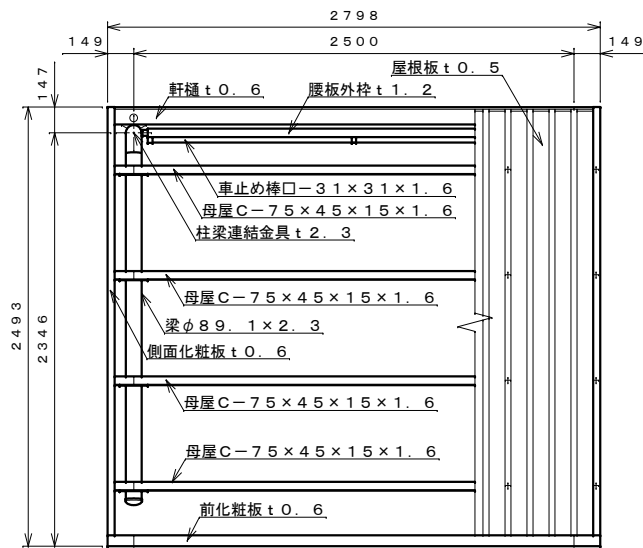 2798
149
2500
149
屋根板t0.5
147
軒樋t0.6
腰板外枠t1.2
車止め棒□−31×31×1.6
母屋C−75×45×15×1.6
柱梁連結金具t2.3
2493
2346
母屋C−75×45×15×1.6
梁φ89.1×2.3
側面化粧板t0.6
母屋C−75×45×15×1.6
母屋C−75×45×15×1.6
前化粧板t0.6